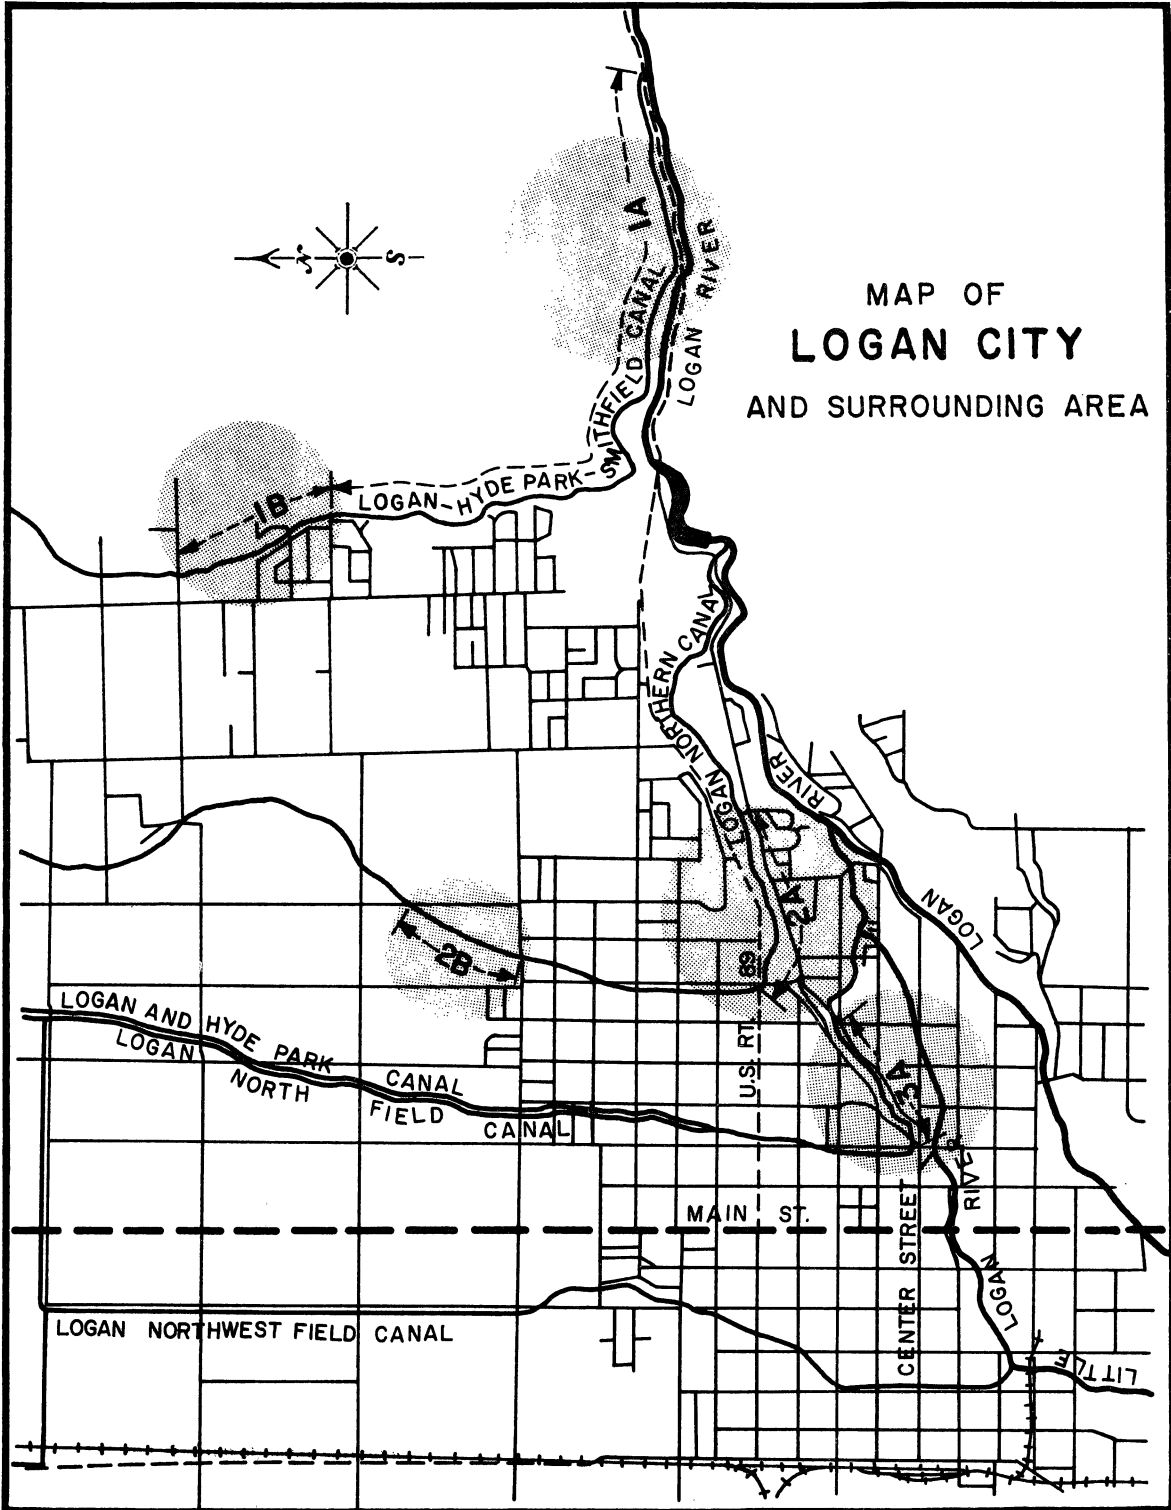 MAP OF
LOGAN CITY
AND SURROUNDING AREA
N
S
1A
SMITHFIELD CANAL
LOGAN RIVER
LOGAN-HYDE PARK-
1B
LOGAN NORTHERN CANAL
RIVER
LOGAN
2A
2B
89
U.S. RT.
LOGAN AND HYDE PARK CANAL
LOGAN NORTH FIELD CANAL
3A
MAIN ST.
CENTER STREET
LITTLE LOGAN RIVER
LOGAN NORTHWEST FIELD CANAL